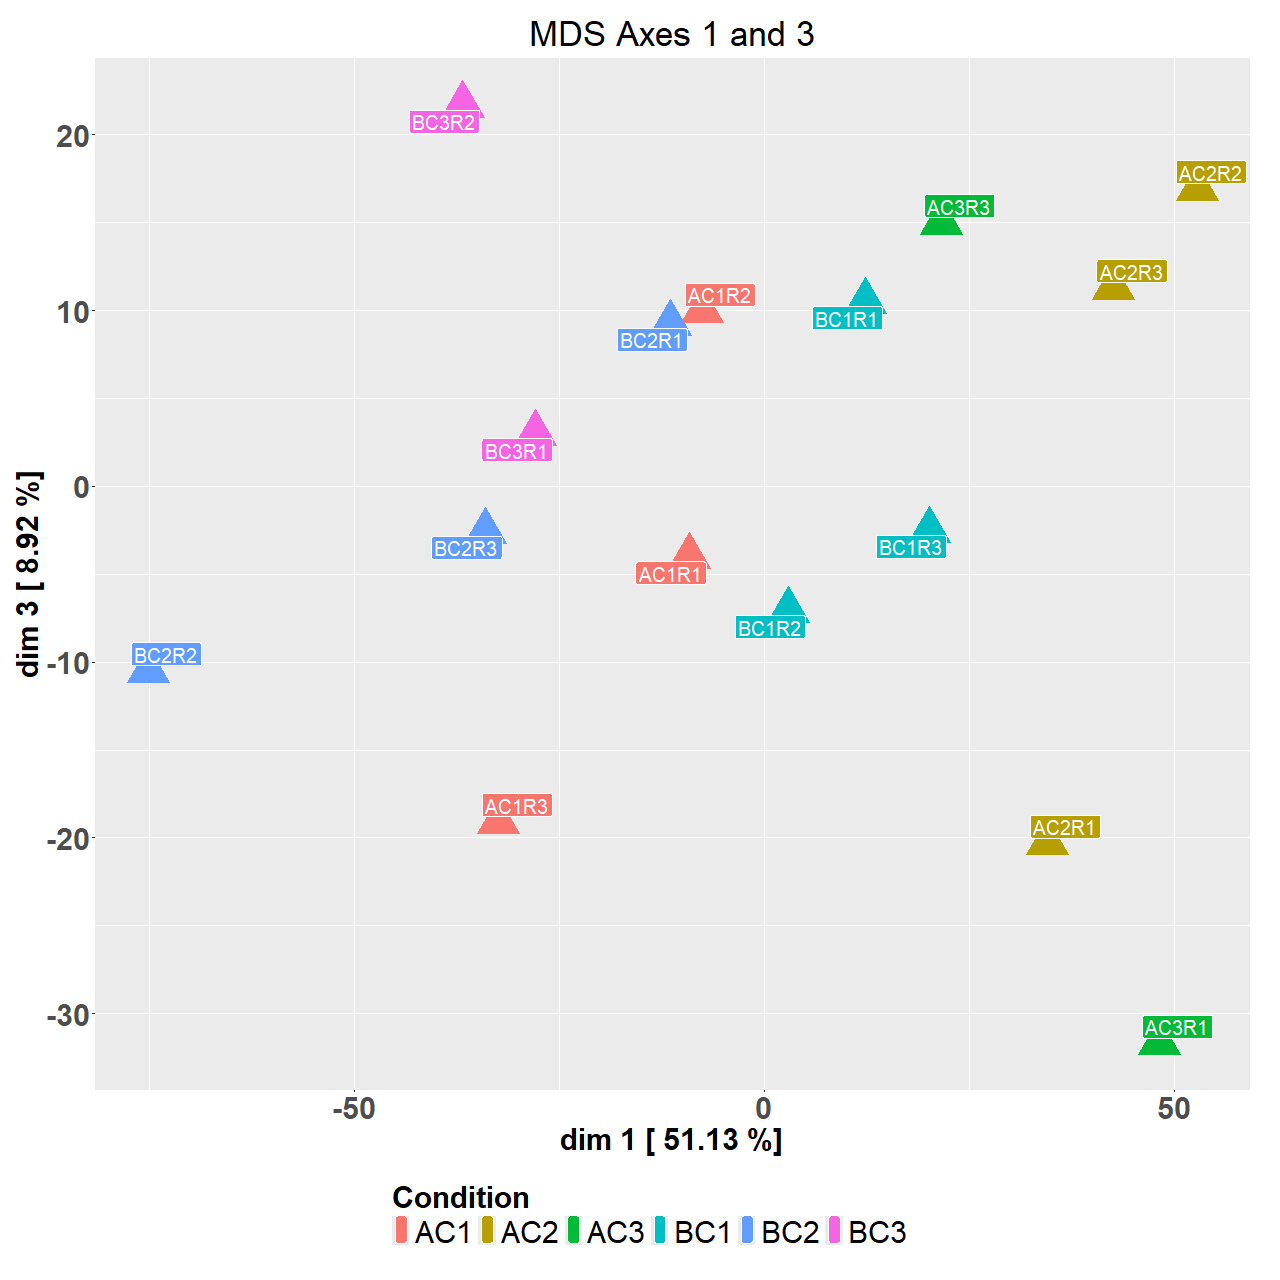 MDS Axes 1 and 3
BC3R2
20
AC2R2
AC3R3
AC2R3
AC1R2
10
BC1R1
BC2R1
BC3R1
0
BC2R3
BC1R3
AC1R1
BC1R2
dim 3 [ 8.92 %]
BC2R2
-10
AC1R3
AC2R1
-20
-30
AC3R1
-50
0
50
dim 1 [ 51.13 %]
Condition
AC1 AC2 AC3 BC1 BC2 BC3